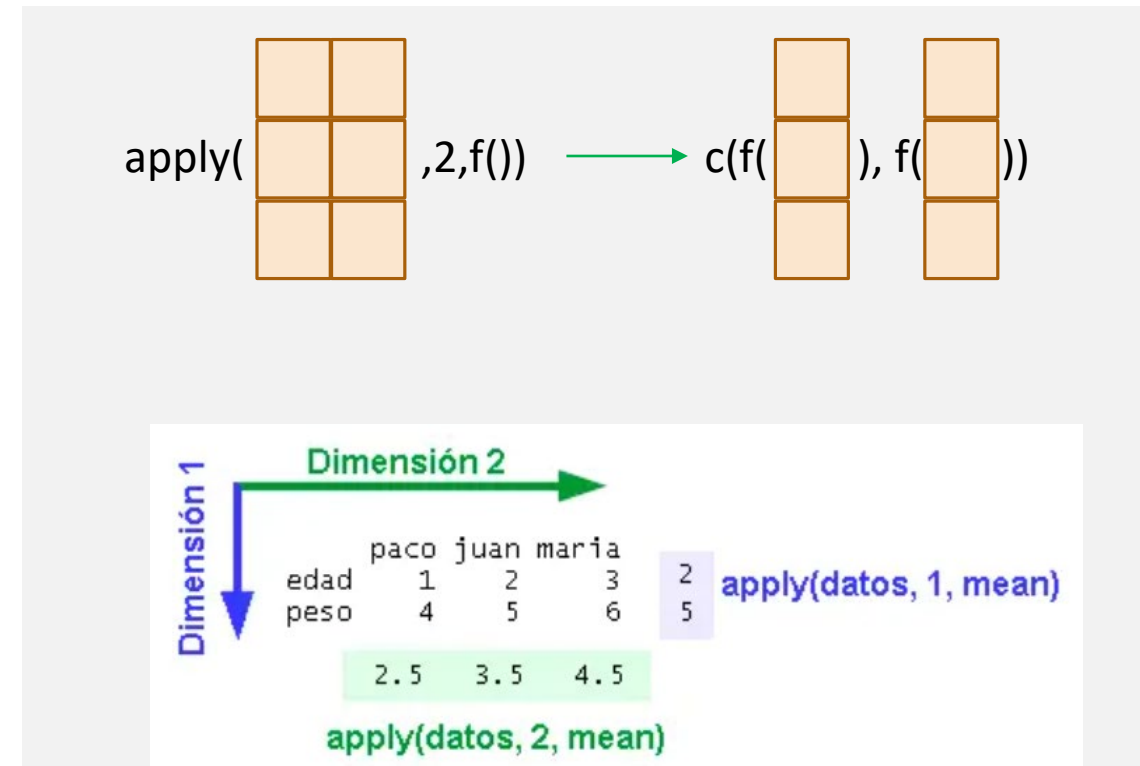 apply( ,2,f()) c(f( ), f( ))
Dimensión 1
Dimensión 2
paco juan maria
edad 1 2 3 2
peso 4 5 6 5
apply(datos, 1, mean)
2.5 3.5 4.5
apply(datos, 2, mean)